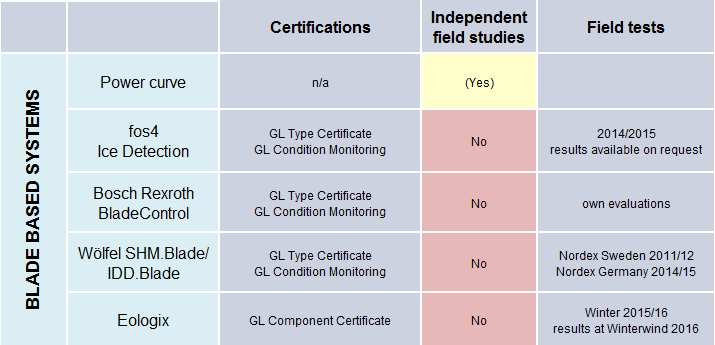 Certifications
Independent
field studies
Field tests
BLADE BASED SYSTEMS
Power curve
n/a
(Yes)
fos4
Ice Detection
GL Type Certificate
GL Condition Monitoring
No
2014/2015
results available on request
Bosch Rexroth
BladeControl
GL Type Certificate
GL Condition Monitoring
No
own evaluations
Wölfel SHM.Blade/
IDD.Blade
GL Type Certificate
GL Condition Monitoring
No
Nordex Sweden 2011/12
Nordex Germany 2014/15
Eologix
GL Component Certificate
No
Winter 2015/16
results at Winterwind 2016